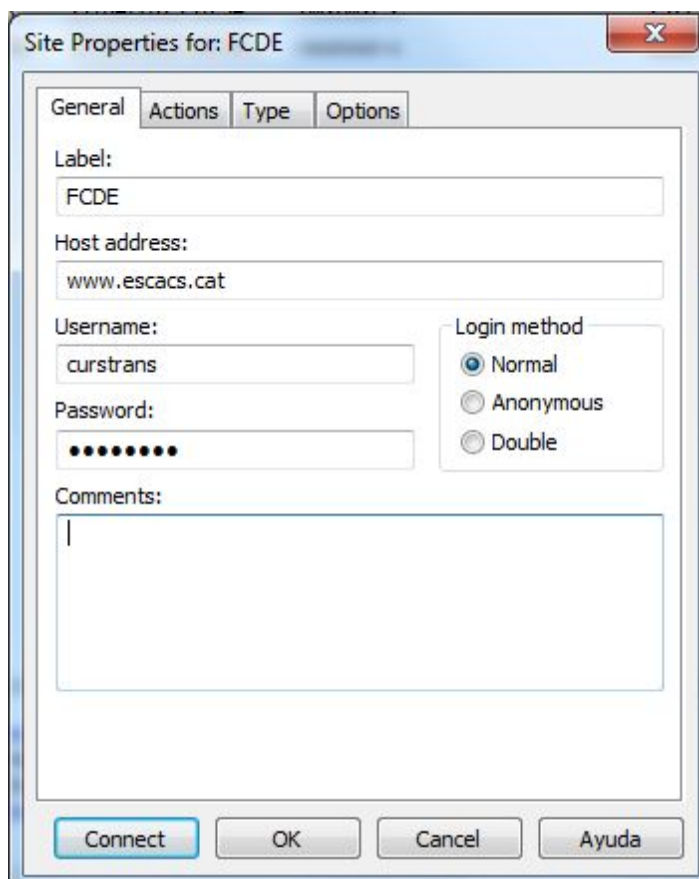 Site Properties for: FCDE
General Actions Type Options
Label:
FCDE
Host address:
www.escacs.cat
Username:
curstrans
Login method
Normal
Password:
Anonymous
••••••••
Double
Comments:
Connect OK Cancel Ayuda